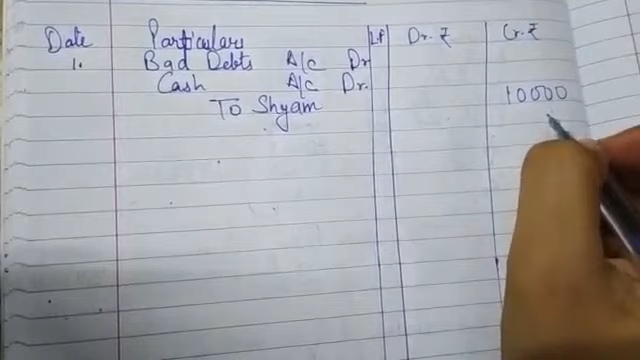 Date Particulars LF Dr. ₹ Cr. ₹
1. Bad Debts A/C Dr
Cash A/C Dr.
To Shyam 10000